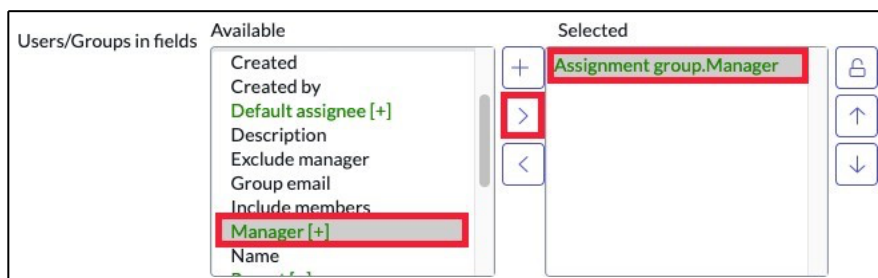 Users/Groups in fields
Available
Selected
Created
Created by
Default assignee [+]
Description
Exclude manager
Group email
Include members
Manager [+]
Name
Assignment group.Manager